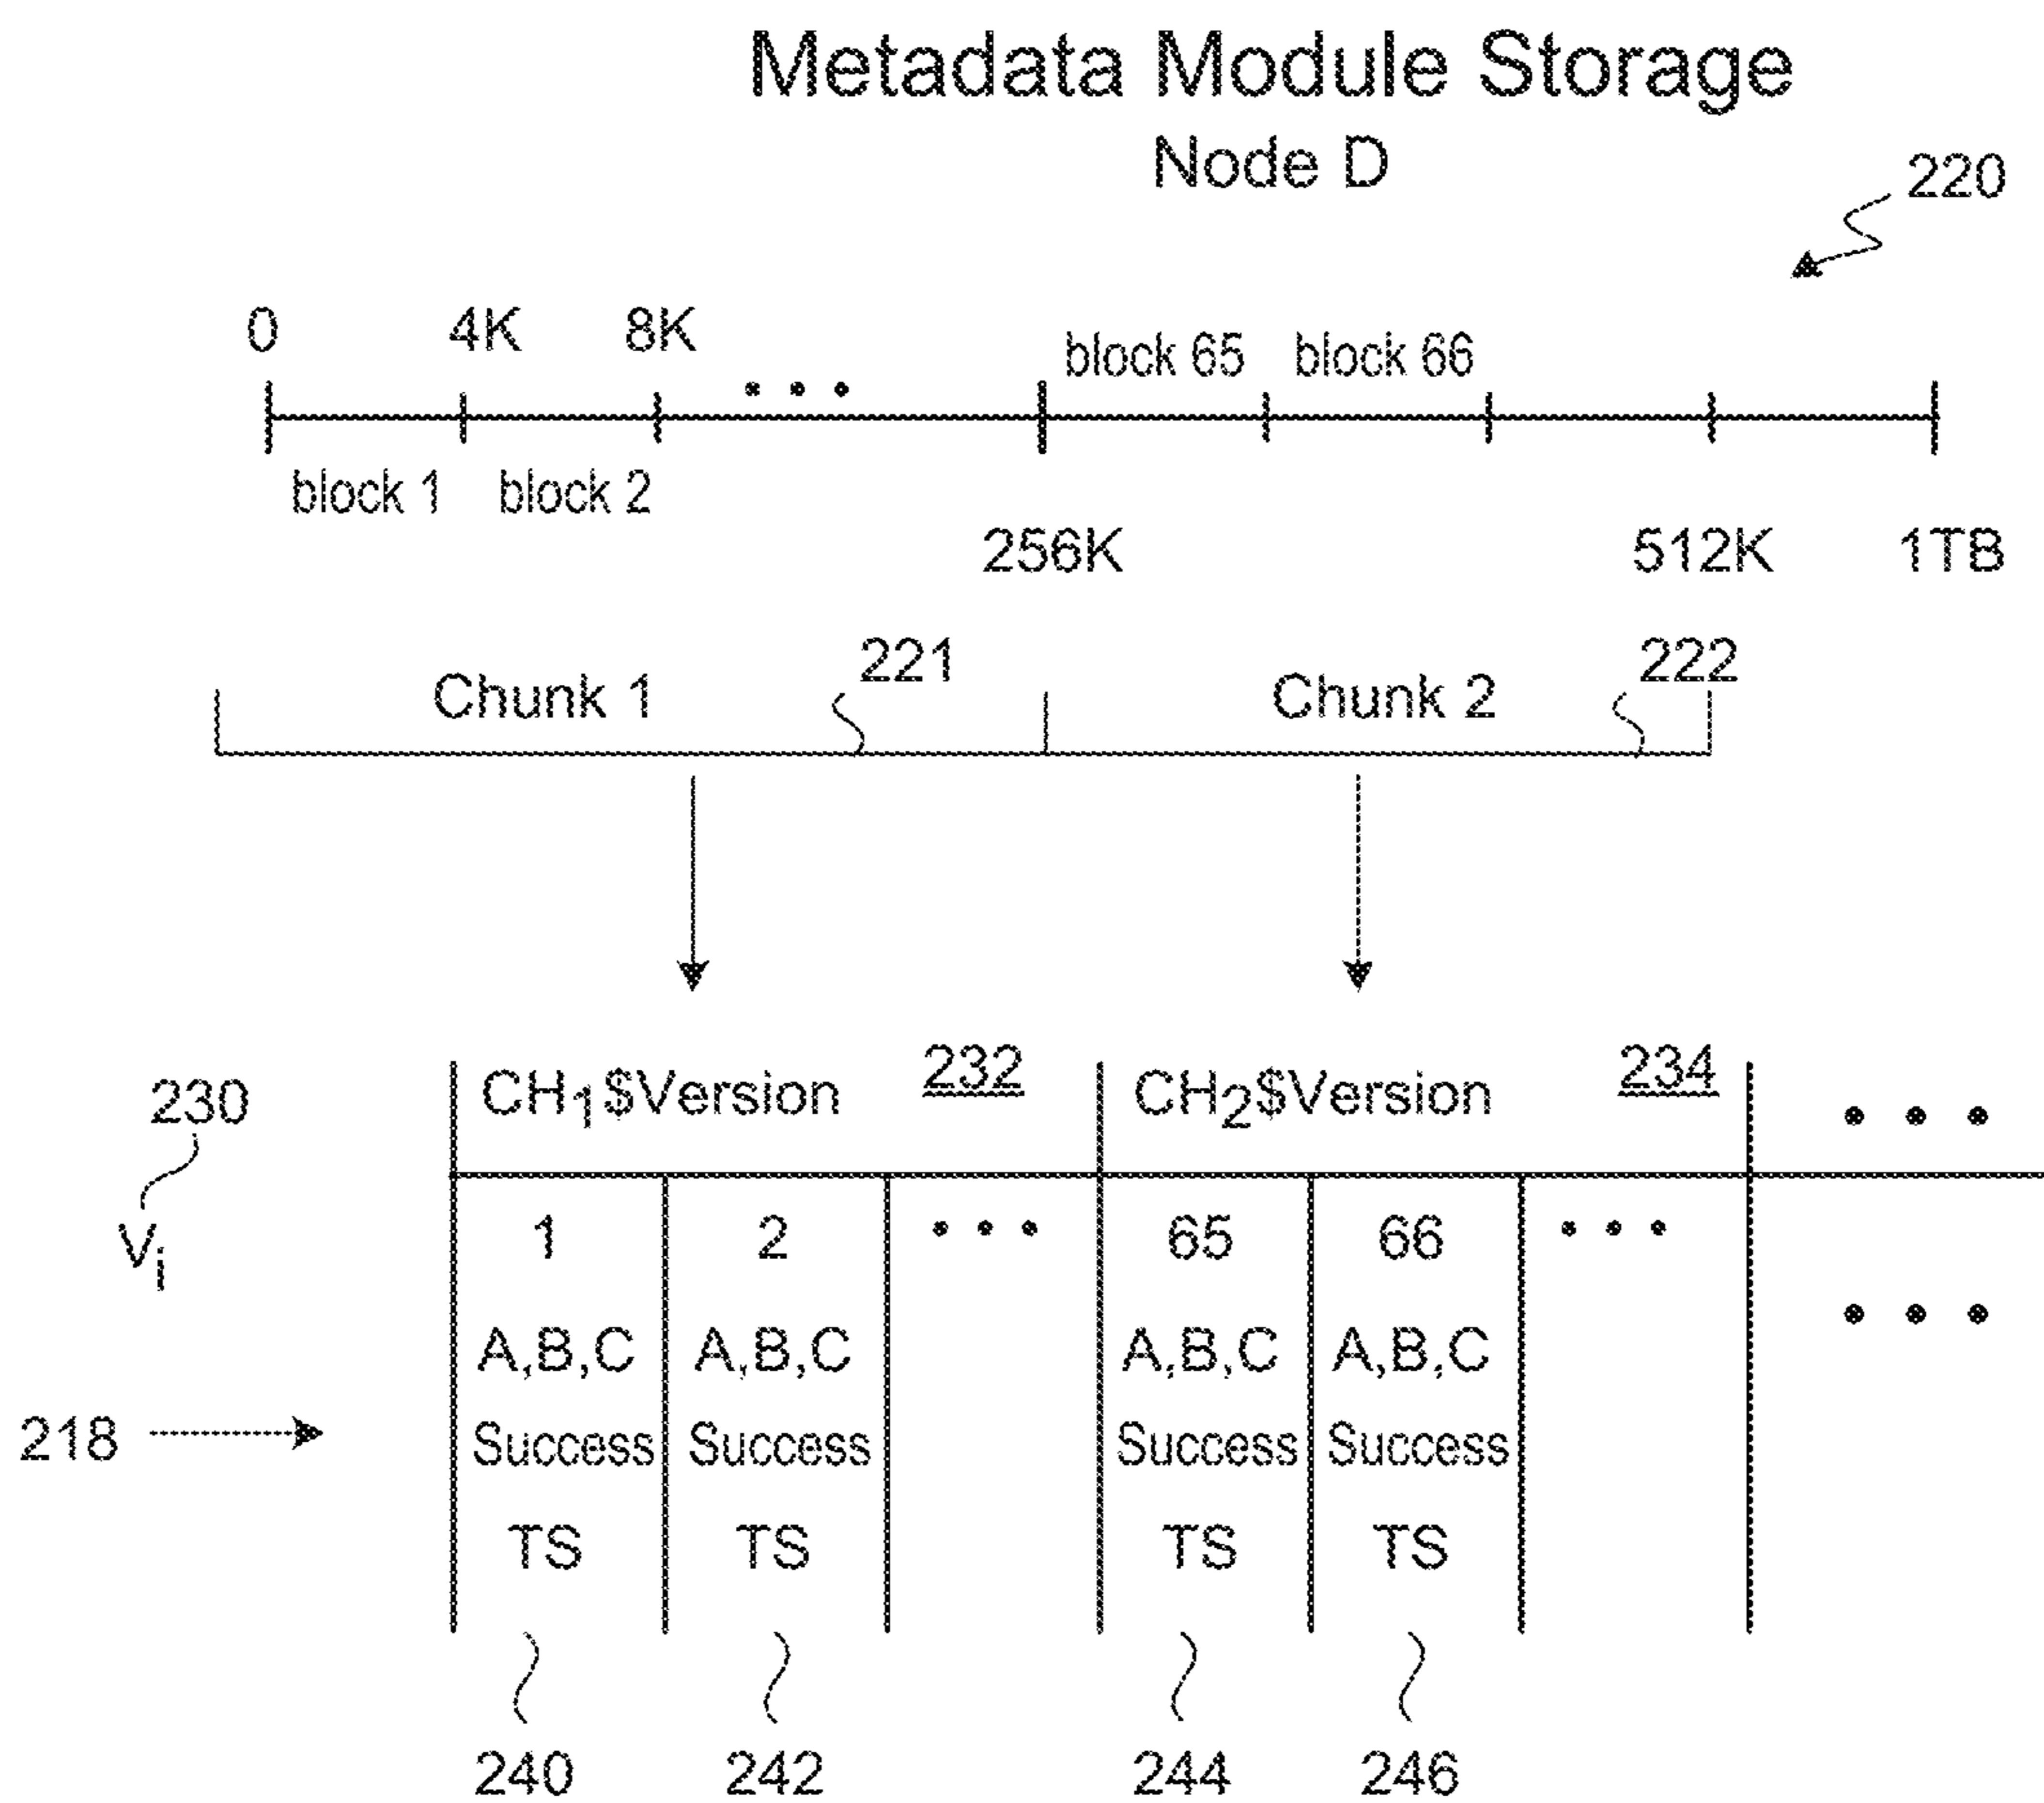 Metadata Module Storage
Node D
220
0 4K 8K • • • block 65 block 66
block 1 block 2
256K 512K 1TB
Chunk 1 221 Chunk 2 222
230 CH1$Version 232 CH2$Version 234 • • •
Vi 1 2 • • • 65 66 • • •
A,B,C A,B,C A,B,C A,B,C • • •
218 Success Success Success Success
TS TS TS TS
240 242 244 246